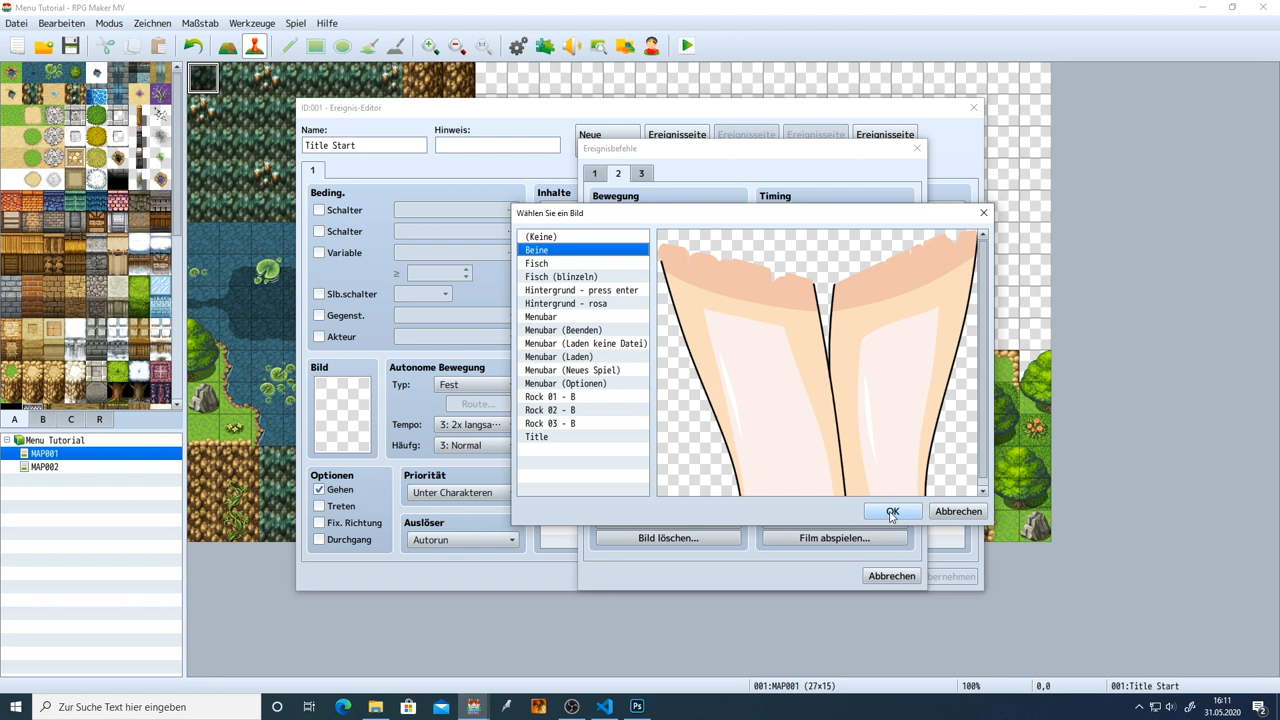 Menu Tutorial - RPG Maker MV
Datei Bearbeiten Modus Zeichnen Maßstab Werkzeuge Spiel Hilfe
ID:001 - Ereignis-Editor
Name: Hinweis:
Title Start
Neue Ereignisseite Ereignisseite Ereignisseite Ereignisseite
Ereignisbefehle
1
1 2 3
Beding. Inhalte
Bewegung Timing
Schalter
Schalter
Variable
≥
Slb.schalter
Gegenst.
Akteur
Wählen Sie ein Bild
(Keine)
Beine
Fisch
Fisch (blinzeln)
Hintergrund - press enter
Hintergrund - rosa
Menubar
Menubar (Beenden)
Menubar (Laden keine Datei)
Menubar (Laden)
Menubar (Neues Spiel)
Menubar (Optionen)
Rock 01 - B
Rock 02 - B
Rock 03 - B
Title
OK Abbrechen
Bild Autonome Bewegung
Typ: Fest
Route...
Tempo: 3: 2x langsa...
Häufg: 3: Normal
Optionen Priorität
Gehen Unter Charakteren
Treten
Fix. Richtung Auslöser
Durchgang Autorun
Bild löschen... Film abspielen...
Abbrechen
bernehmen
A B C R
Menu Tutorial
MAP001
MAP002
001:MAP001 (27x15) 100% 0,0 001:Title Start
Zur Suche Text hier eingeben
16:11
31.05.2020